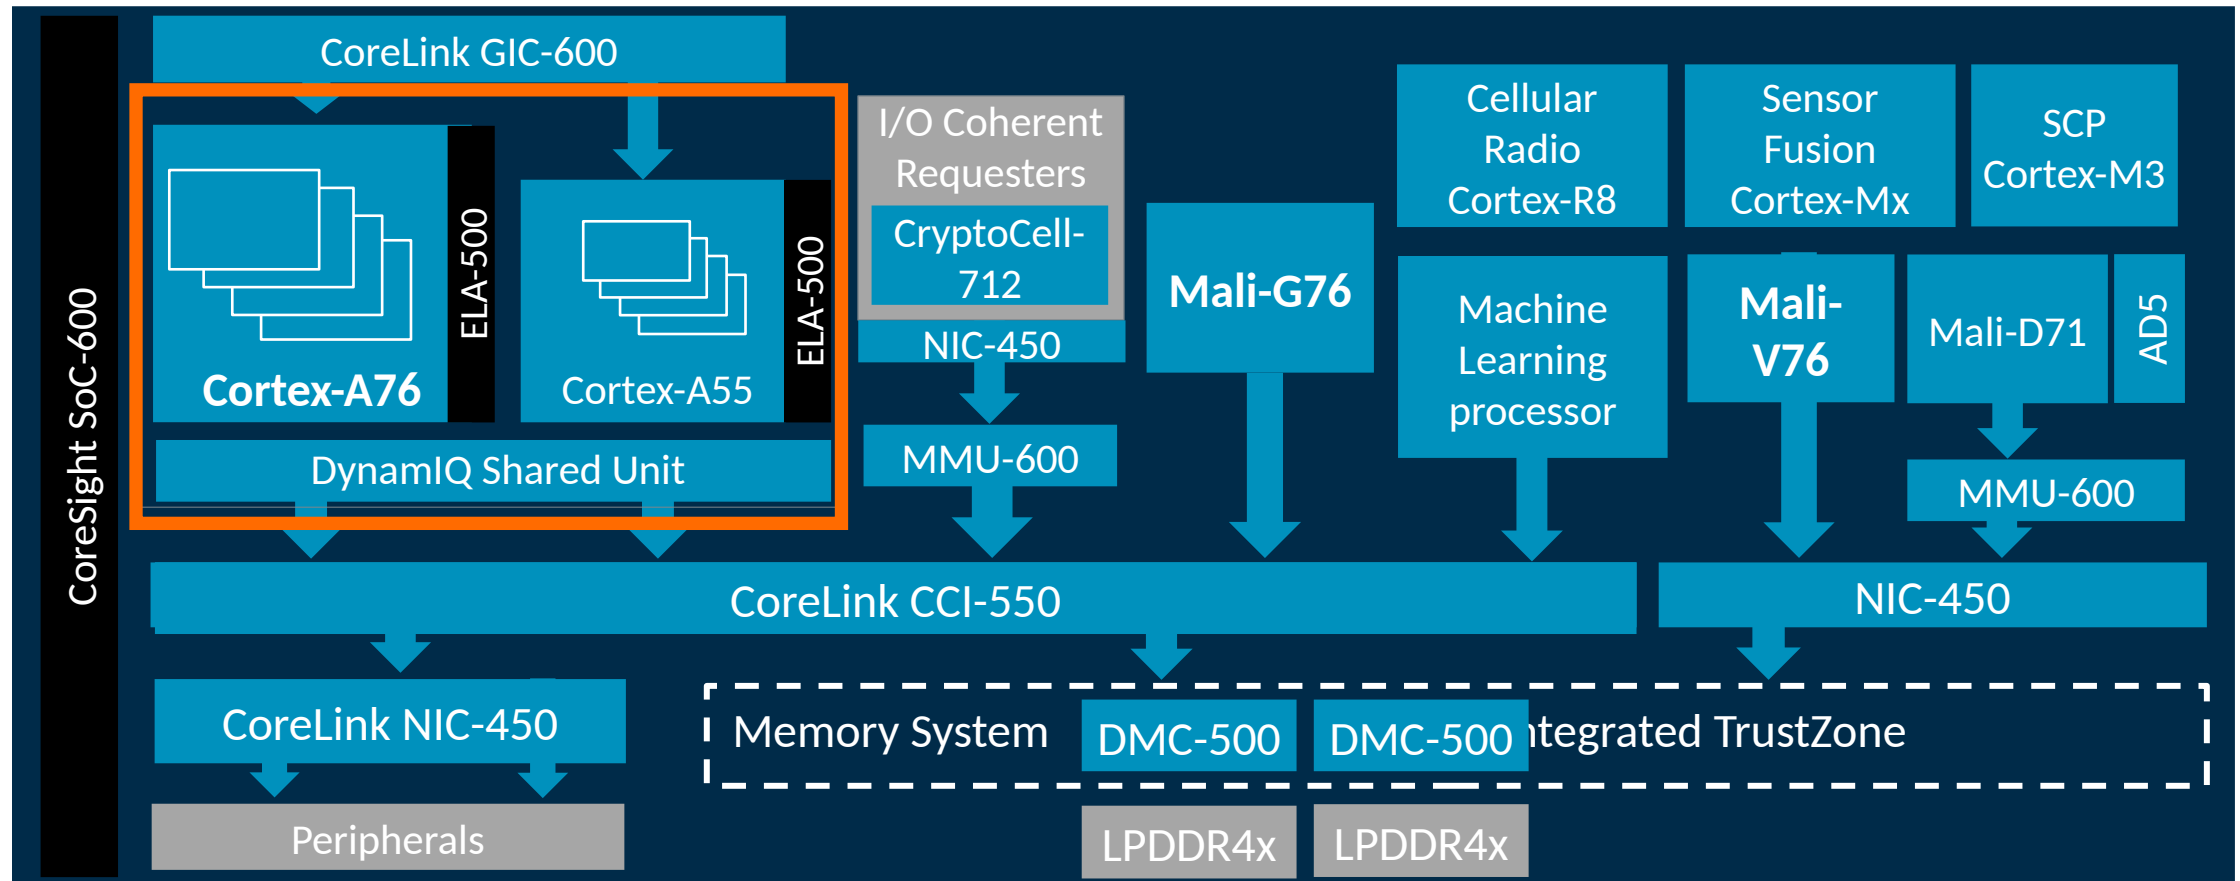 CoreSight SoC-600
CoreLink GIC-600
Cortex-A76
ELA-500
Cortex-A55
ELA-500
DynamIQ Shared Unit
I/O Coherent
Requesters
CryptoCell-
712
NIC-450
MMU-600
Mali-G76
Cellular
Radio
Cortex-R8
Sensor
Fusion
Cortex-Mx
SCP
Cortex-M3
Machine
Learning
processor
Mali-
V76
Mali-D71
AD5
MMU-600
CoreLink CCI-550
NIC-450
CoreLink NIC-450
Peripherals
Memory System
DMC-500
DMC-500
ntegrated TrustZone
LPDDR4x
LPDDR4x